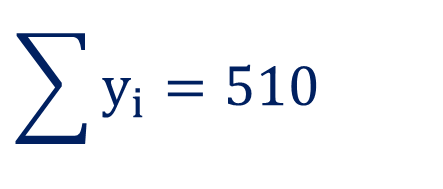 ∑ yᵢ = 510